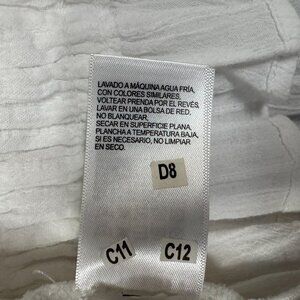 LAVADO A MÁQUINA AGUA FRÍA,
CON COLORES SIMILARES,
VOLTEAR PRENDA POR EL REVÉS,
LAVAR EN UNA BOLSA DE RED,
NO BLANQUEAR.
SECAR EN SUPERFICIE PLANA,
PLANCHA A TEMPERATURA BAJA,
SI ES NECESARIO, NO LIMPIAR
EN SECO.
D8
C11
C12